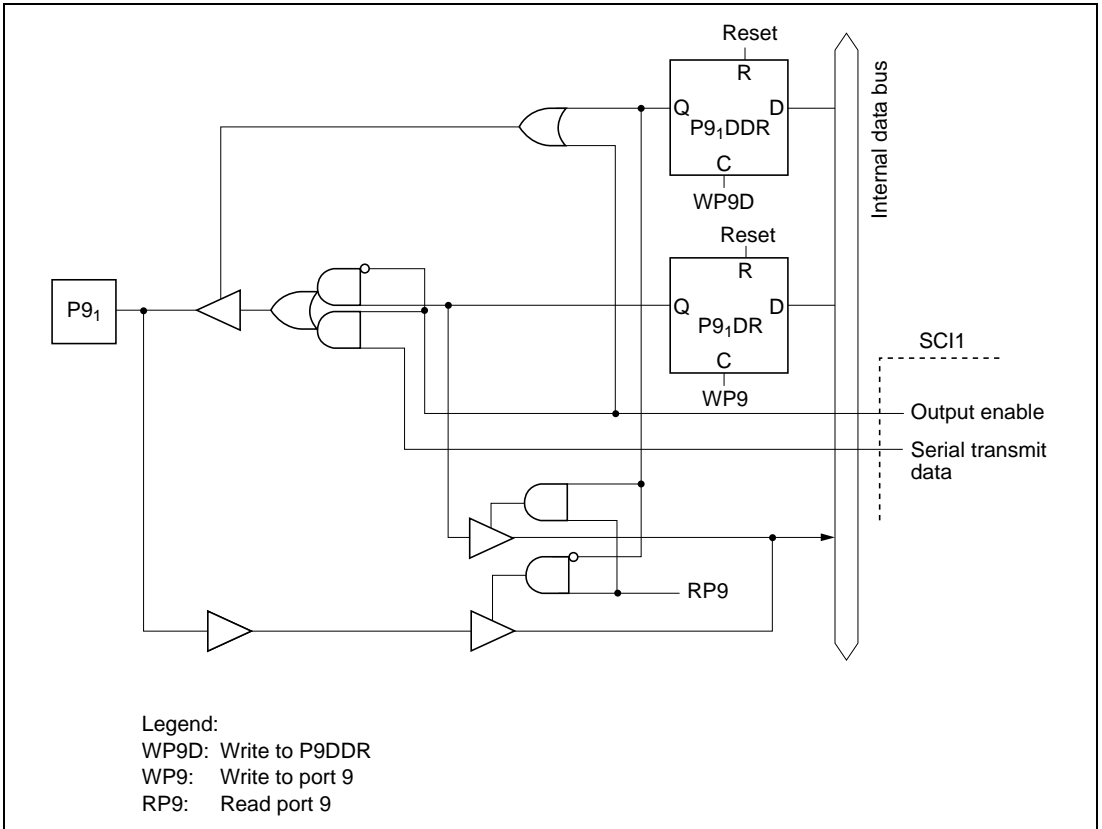 Reset
R
Q
D
P9₁DDR
C
WP9D
Internal data bus
Reset
R
P9₁
Q
D
P9₁DR
C
WP9
SCI1
Output enable
Serial transmit
data
RP9
Legend:
WP9D: Write to P9DDR
WP9: Write to port 9
RP9: Read port 9